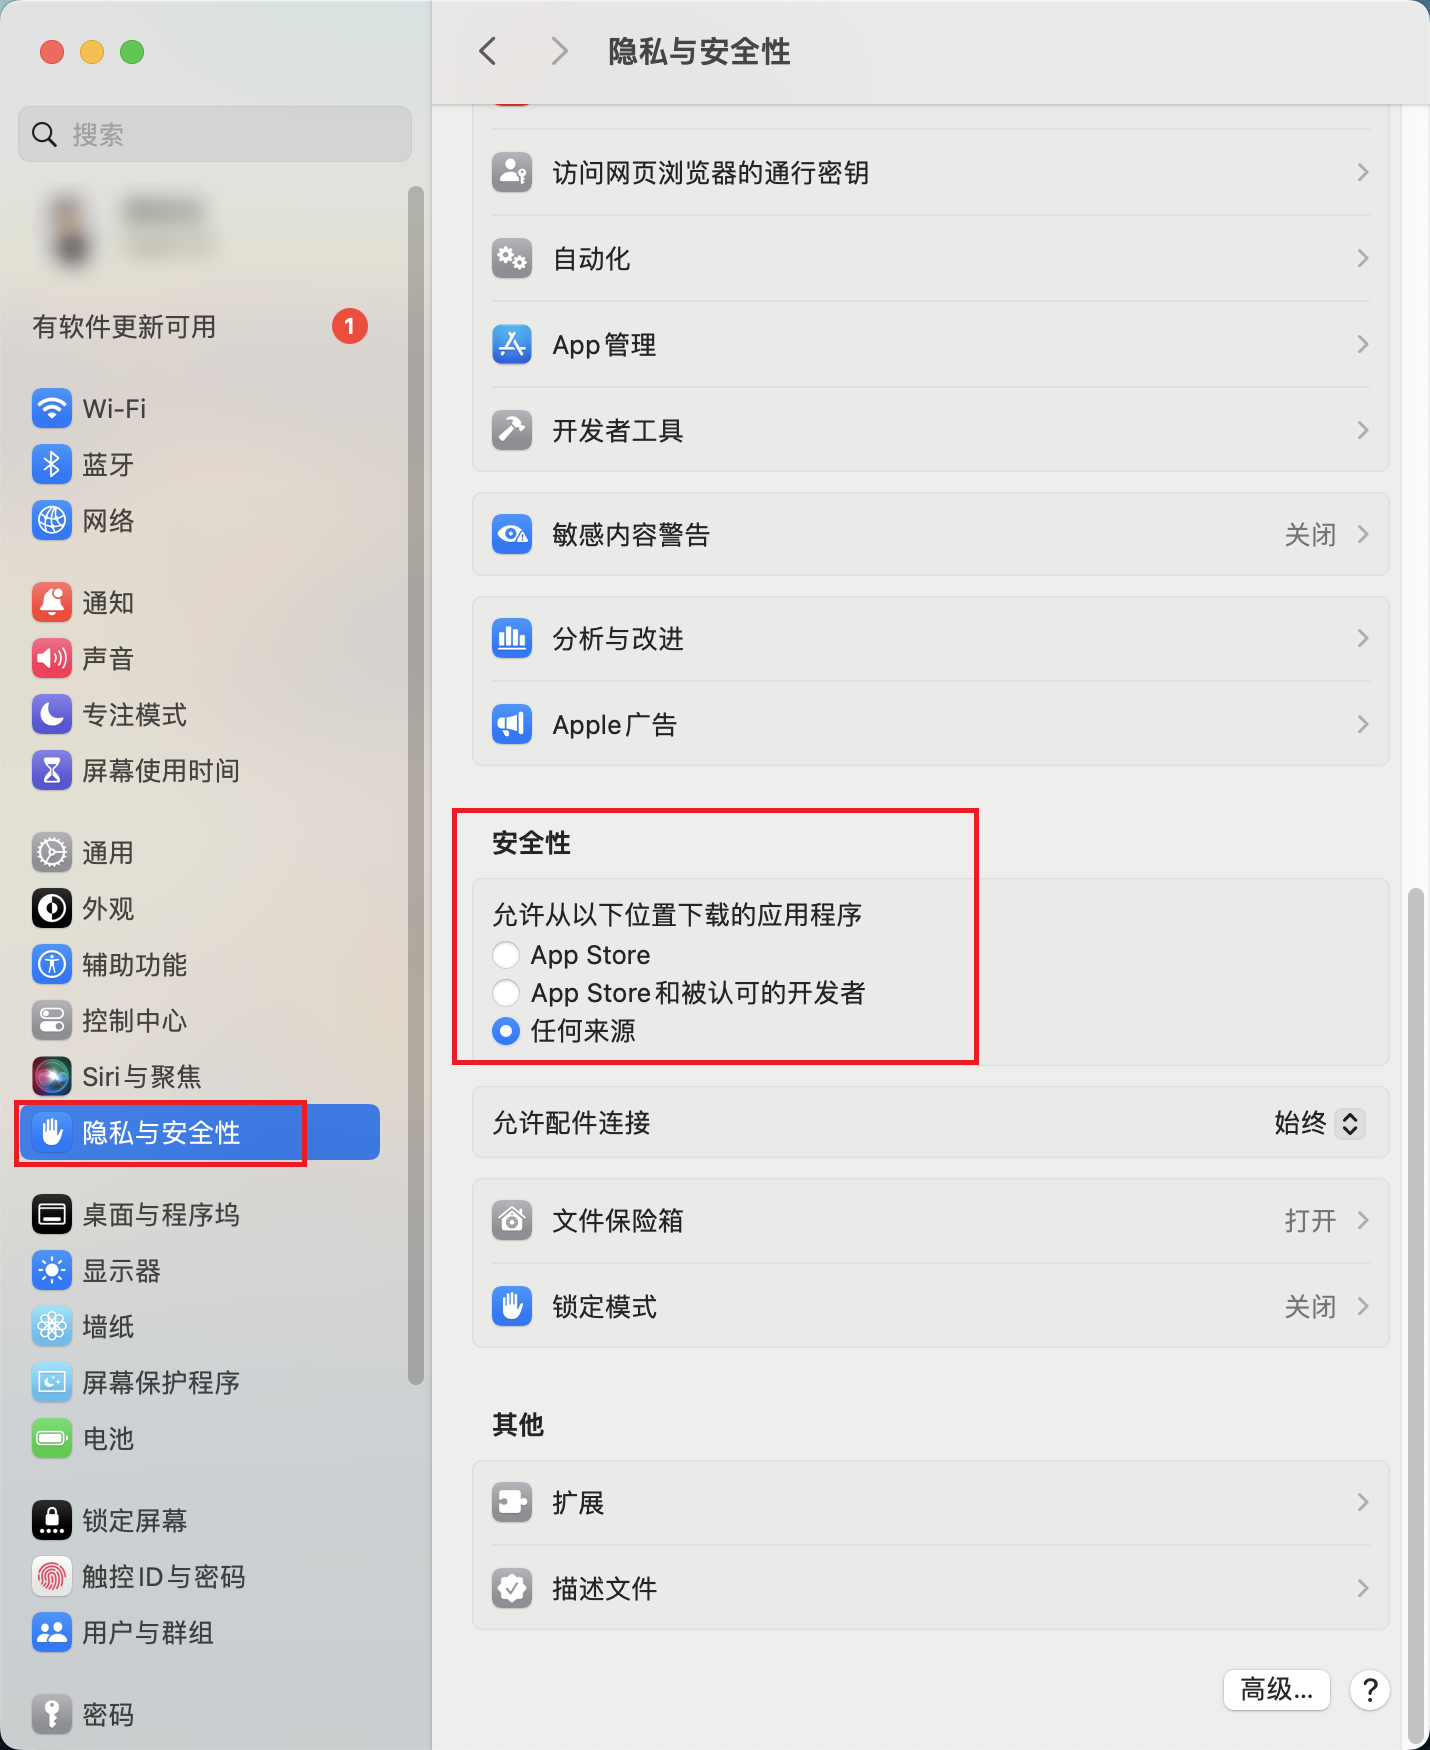 搜索
有软件更新可用
1
Wi-Fi
蓝牙
网络
通知
声音
专注模式
屏幕使用时间
通用
外观
辅助功能
控制中心
Siri与聚焦
隐私与安全性
桌面与程序坞
显示器
墙纸
屏幕保护程序
电池
锁定屏幕
触控ID与密码
用户与群组
密码
隐私与安全性
访问网页浏览器的通行密钥
自动化
App管理
开发者工具
敏感内容警告 关闭
分析与改进
Apple广告
安全性
允许从以下位置下载的应用程序
App Store
App Store和被认可的开发者
任何来源
允许配件连接 始终
文件保险箱 打开
锁定模式 关闭
其他
扩展
描述文件
高级... ?